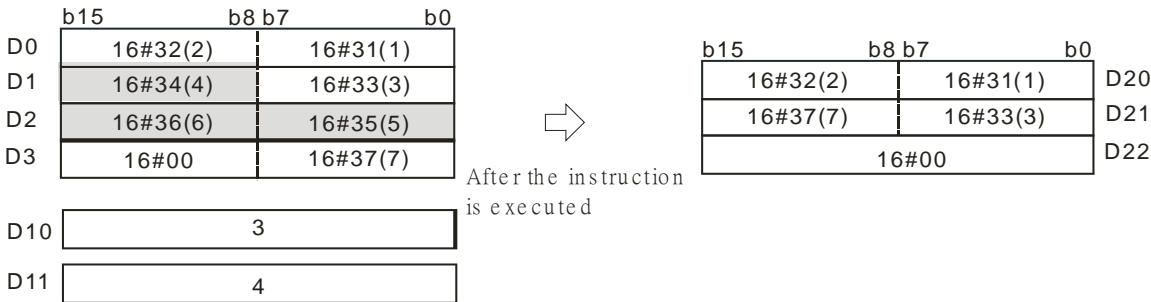 b15 b8 b7 b0
D0 16#32(2) 16#31(1)
D1 16#34(4) 16#33(3)
D2 16#36(6) 16#35(5)
D3 16#00 16#37(7)
D10 3
D11 4
After the instruction
is executed
b15 b8 b7 b0
16#32(2) 16#31(1) D20
16#37(7) 16#33(3) D21
16#00 D22